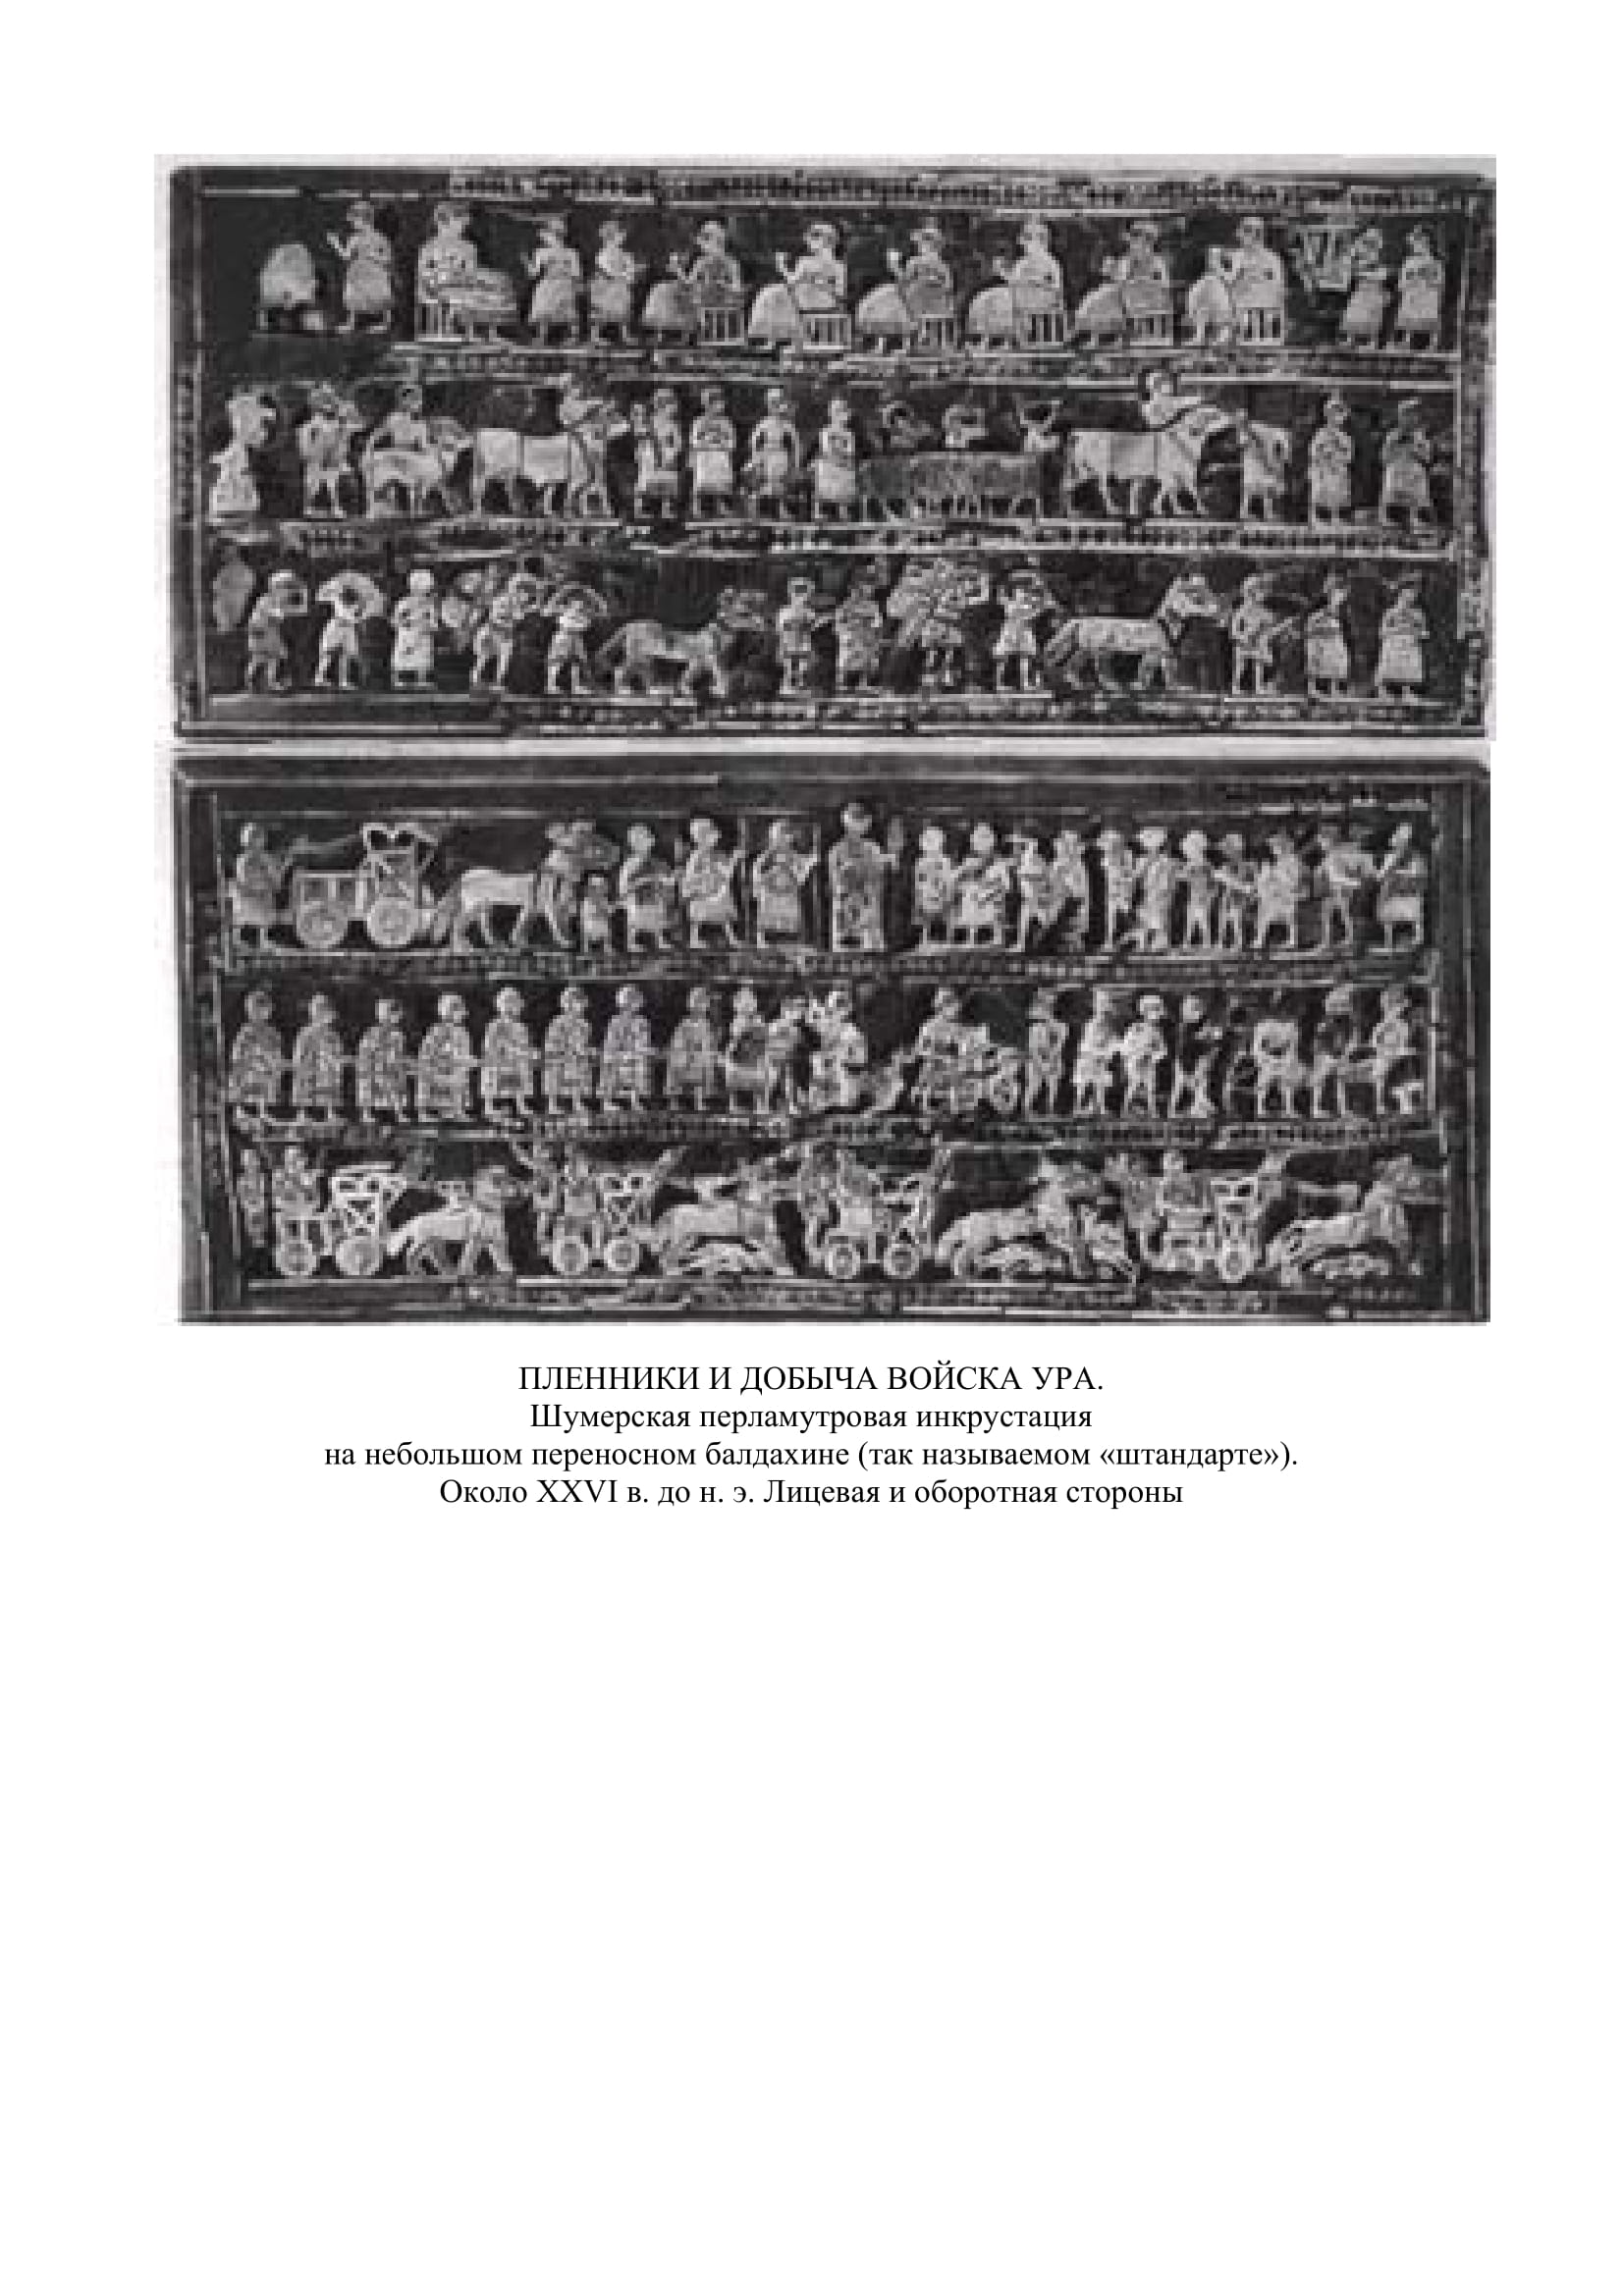 ПЛЕННИКИ И ДОБЫЧА ВОЙСКА УРА.
Шумерская перламутровая инкрустация
на небольшом переносном балдахине (так называемом «штандарте»).
Около XXVI в. до н. э. Лицевая и оборотная стороны